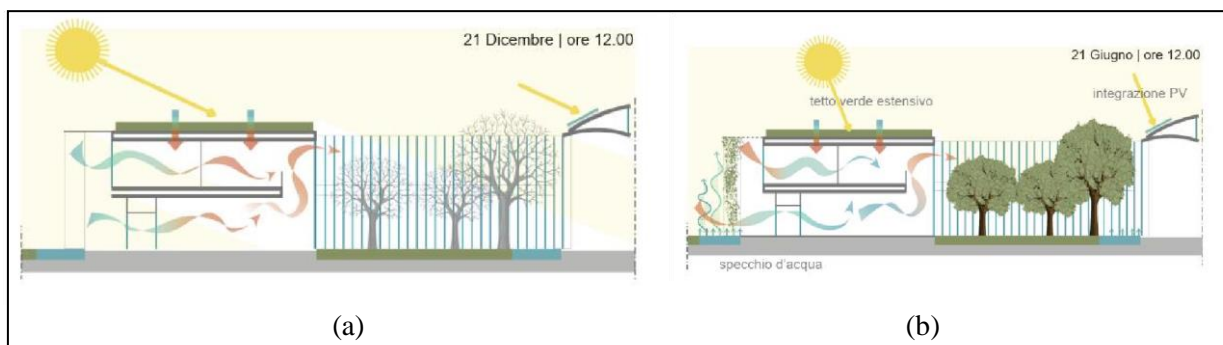 21 Dicembre | ore 12.00
21 Giugno | ore 12.00
tetto verde estensivo
integrazione PV
specchio d'acqua
(a)
(b)